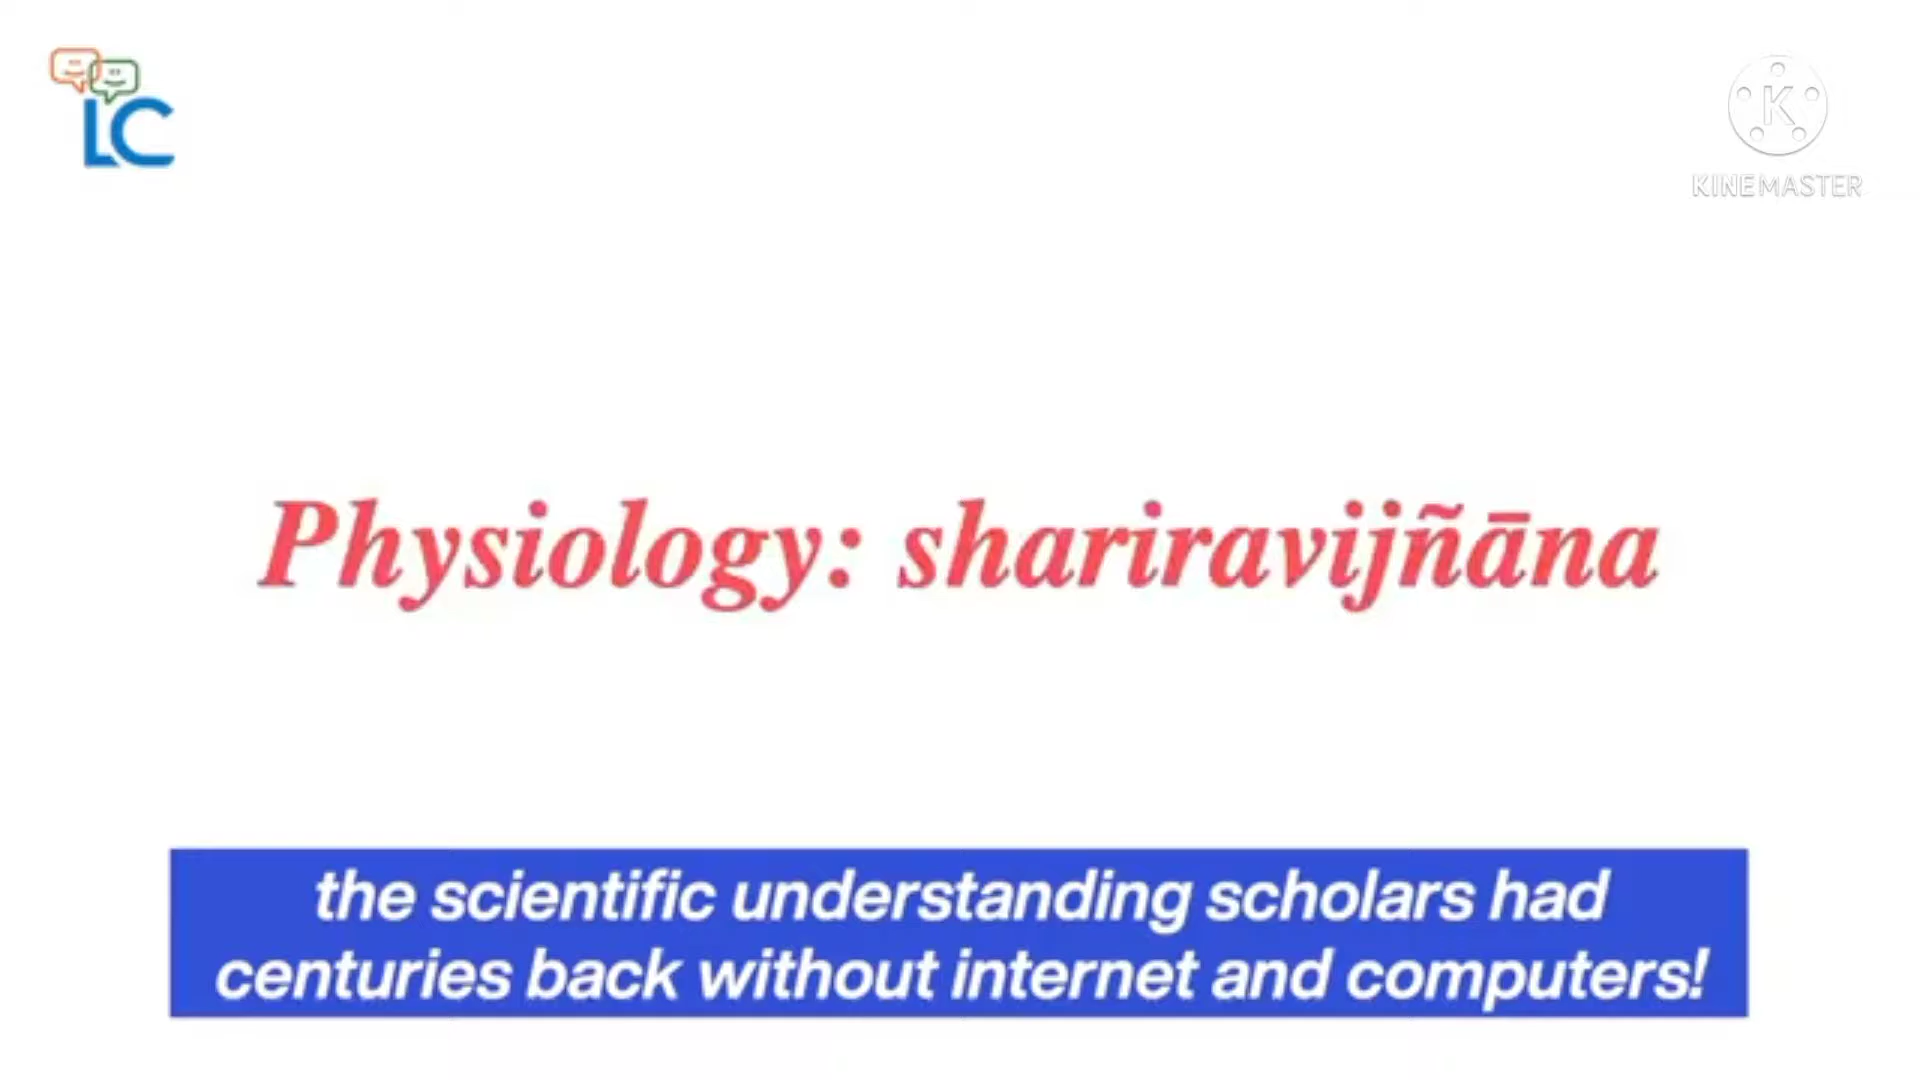 LC
KINEMASTER
Physiology: shariravijñāna
the scientific understanding scholars had
centuries back without internet and computers!